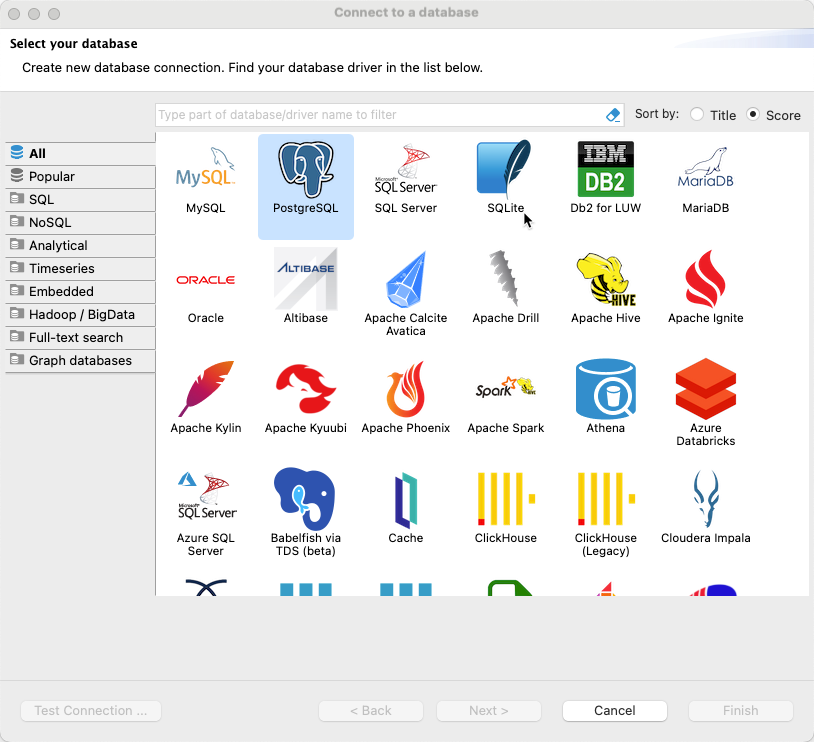 Connect to a database
Select your database
Create new database connection. Find your database driver in the list below.
Type part of database/driver name to filter
Sort by: Title Score
All
Popular
SQL
NoSQL
Analytical
Timeseries
Embedded
Hadoop / BigData
Full-text search
Graph databases
MySQL
MySQL
PostgreSQL
Microsoft
SQL Server
SQL Server
SQLite
IBM
DB2
Db2 for LUW
MariaDB
MariaDB
ORACLE
Oracle
ALTIBASE
Altibase
Apache Calcite
Avatica
Apache Drill
HIVE
Apache Hive
Apache Ignite
Apache Kylin
Apache Kyuubi
Apache Phoenix
Spark
HIVE
Apache Spark
Athena
Azure
Databricks
Microsoft
SQL Server
Azure SQL
Server
Babelfish via
TDS (beta)
Cache
ClickHouse
ClickHouse
(Legacy)
Cloudera Impala
Test Connection ...
< Back
Next >
Cancel
Finish